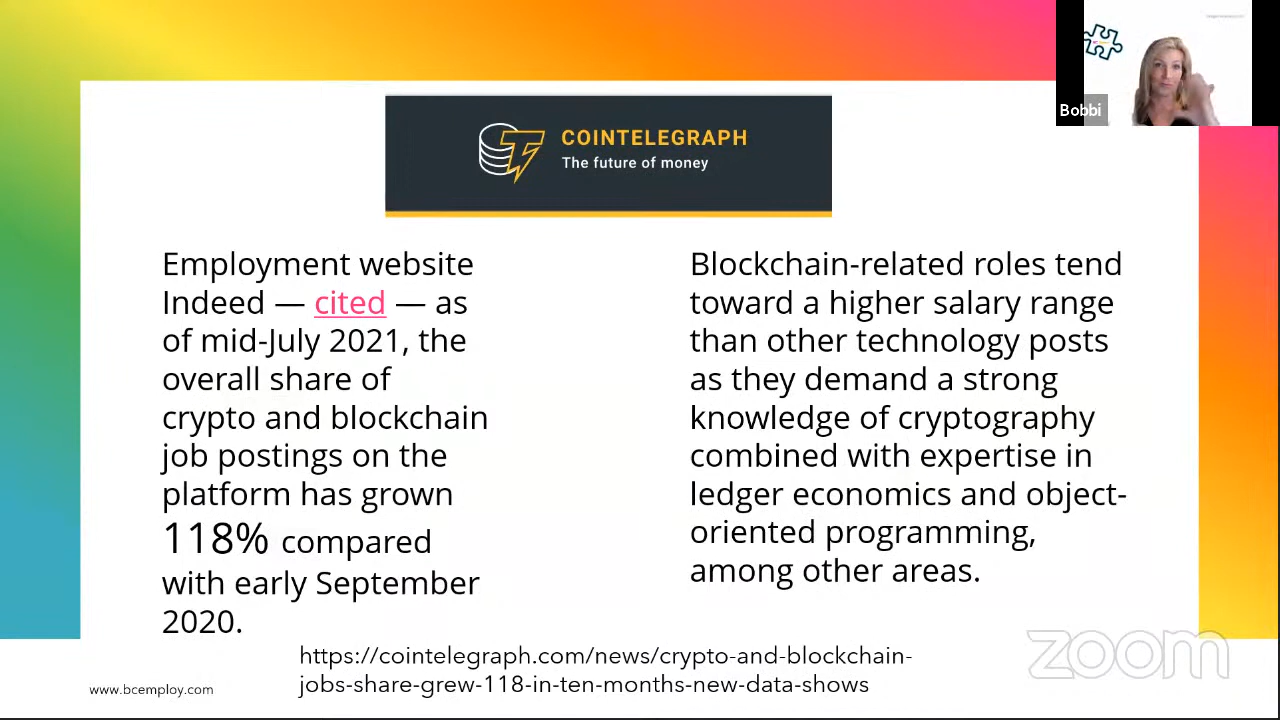 Bobbi
COINTELEGRAPH
The future of money
Employment website
Indeed — cited — as
of mid-July 2021, the
overall share of
crypto and blockchain
job postings on the
platform has grown
118% compared
with early September
2020.
Blockchain-related roles tend
toward a higher salary range
than other technology posts
as they demand a strong
knowledge of cryptography
combined with expertise in
ledger economics and object-
oriented programming,
among other areas.
https://cointelegraph.com/news/crypto-and-blockchain-
jobs-share-grew-118-in-ten-months-new-data-shows
www.bcemploy.com
zoom